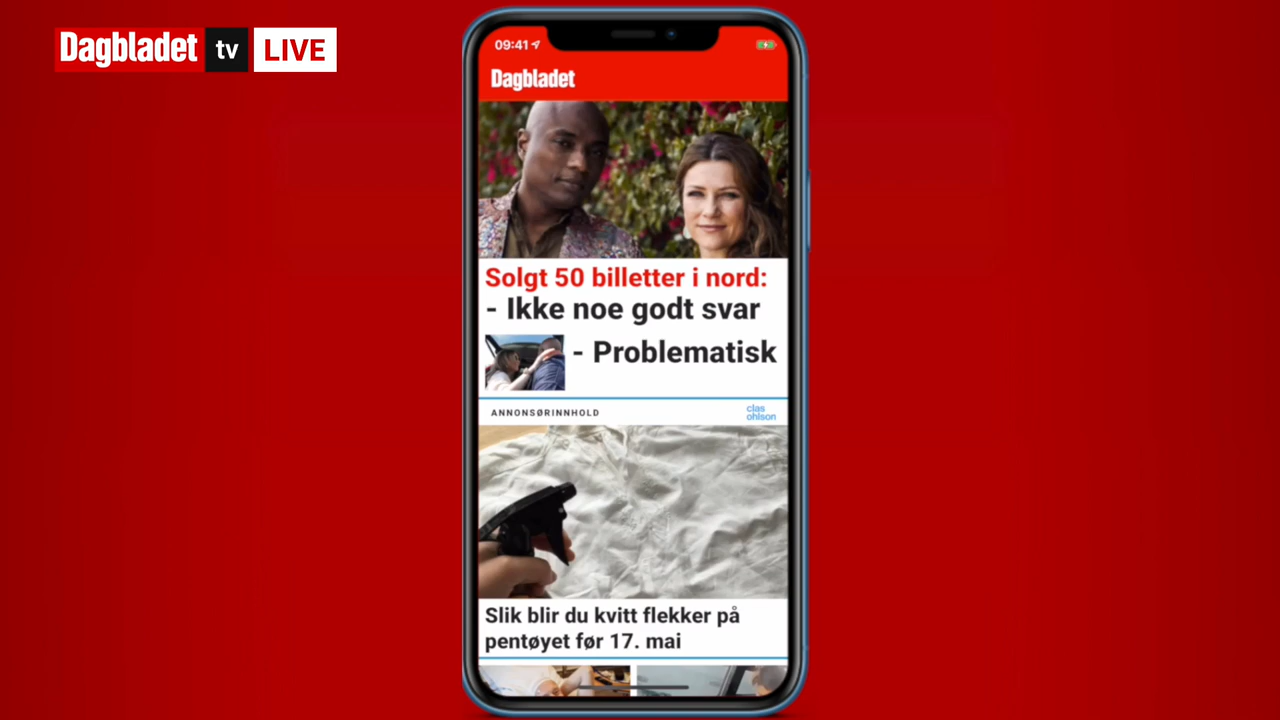 Dagbladet tv LIVE
09:41
Dagbladet
Solgt 50 billetter i nord:
- Ikke noe godt svar
- Problematisk
ANNONSØRINNHOLD
clas
ohlson
Slik blir du kvitt flekker på
pentøyet før 17. mai